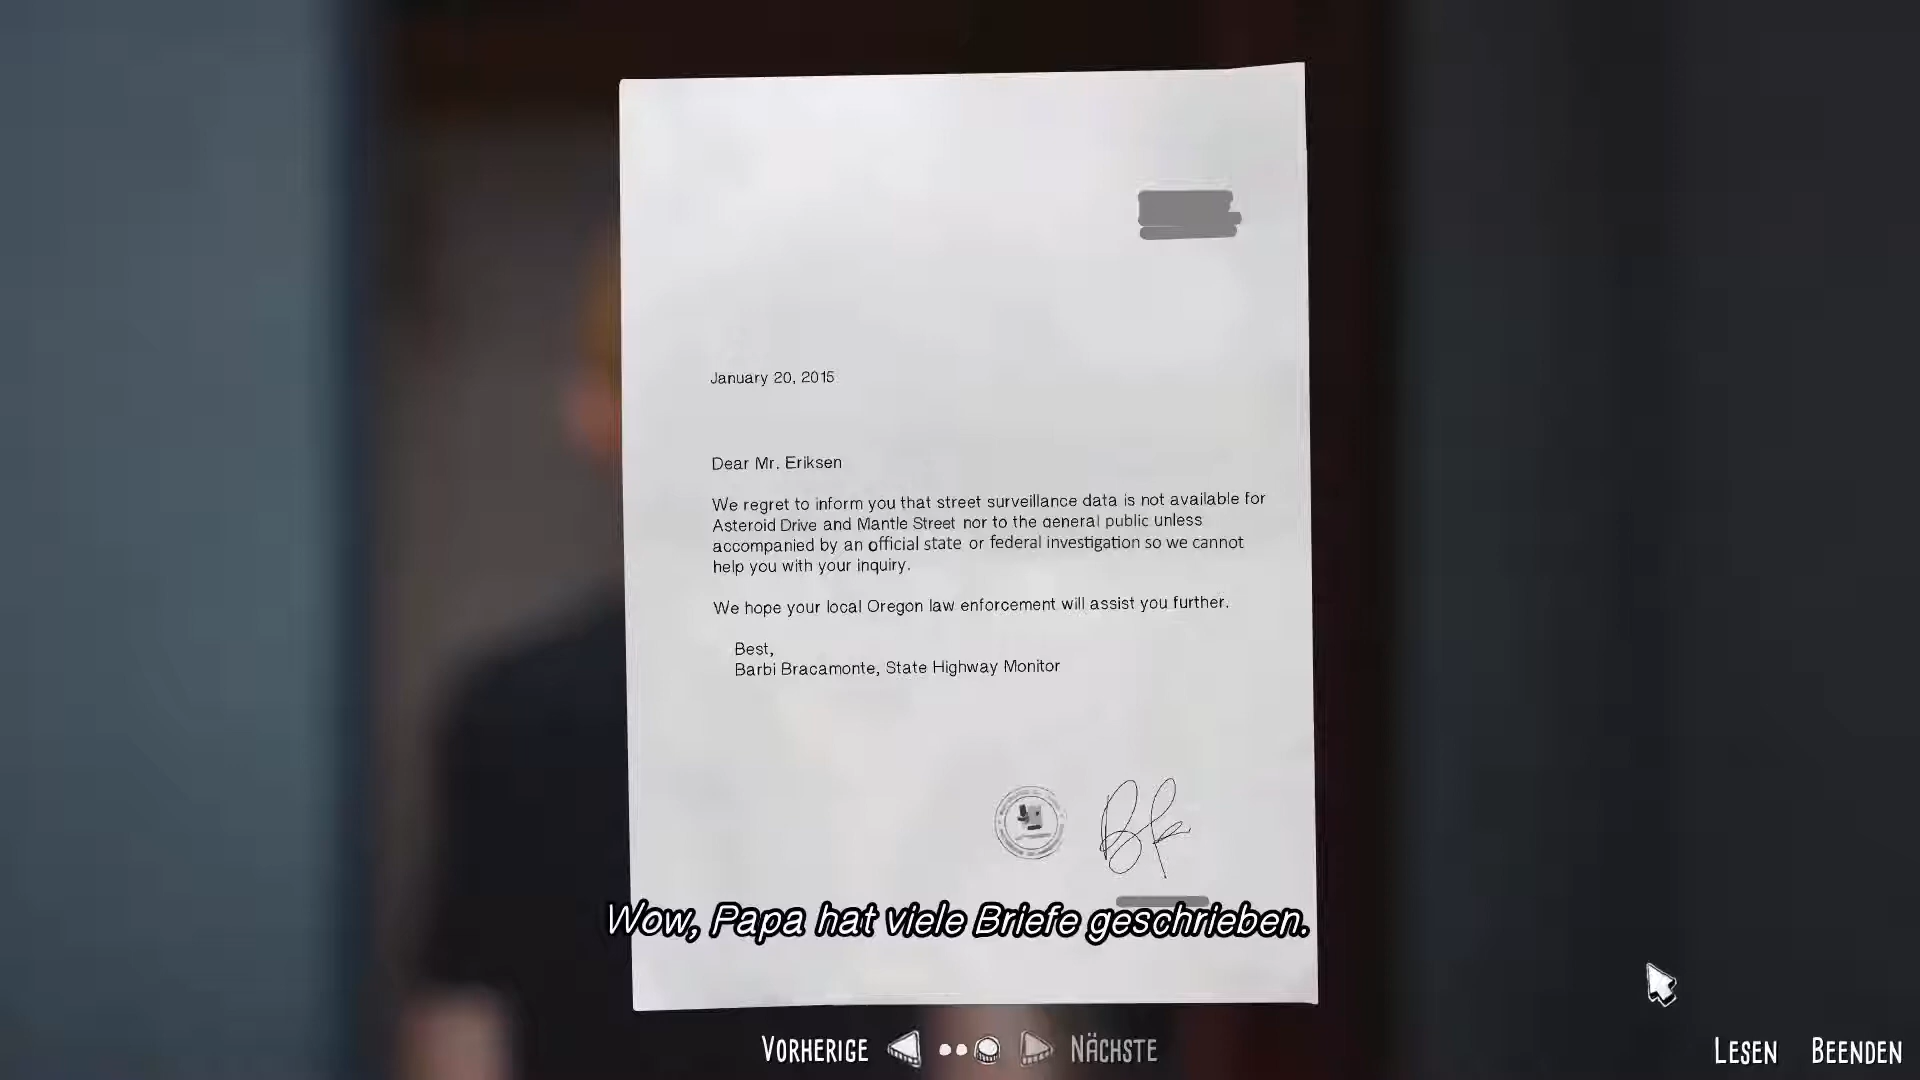 January 20, 2015
Dear Mr. Eriksen
We regret to inform you that street surveillance data is not available for
Asteroid Drive and Mantle Street nor to the general public unless
accompanied by an official state or federal investigation so we cannot
help you with your inquiry.
We hope your local Oregon law enforcement will assist you further.
Best,
Barbi Bracamonte, State Highway Monitor
Wow, Papa hat viele Briefe geschrieben.
VORHERIGE NÄCHSTE
LESEN BEENDEN